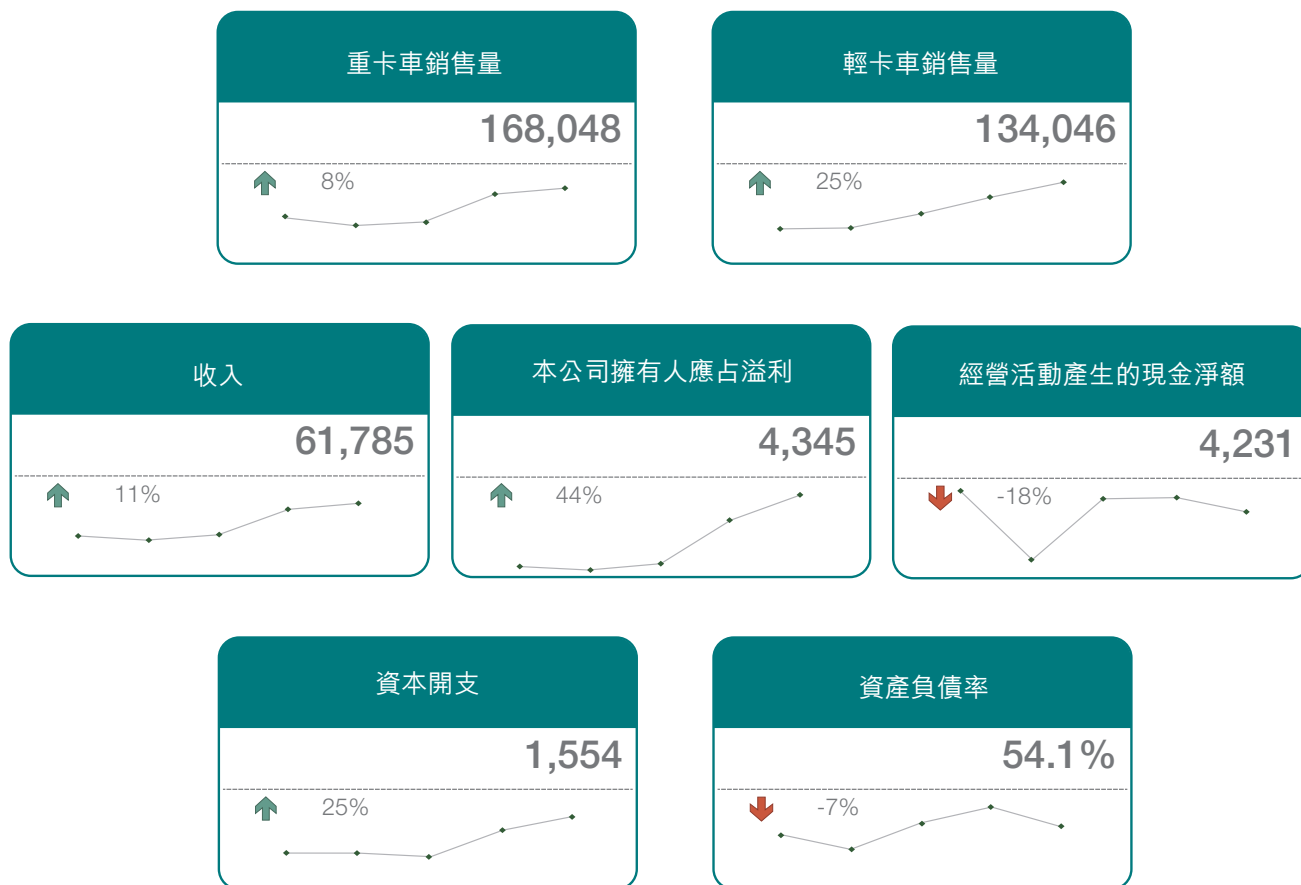 重卡車銷售量
168,048
8%
輕卡車銷售量
134,046
25%
收入
61,785
11%
本公司擁有人應占溢利
4,345
44%
經營活動產生的現金淨額
4,231
-18%
資本開支
1,554
25%
資產負債率
54.1%
-7%